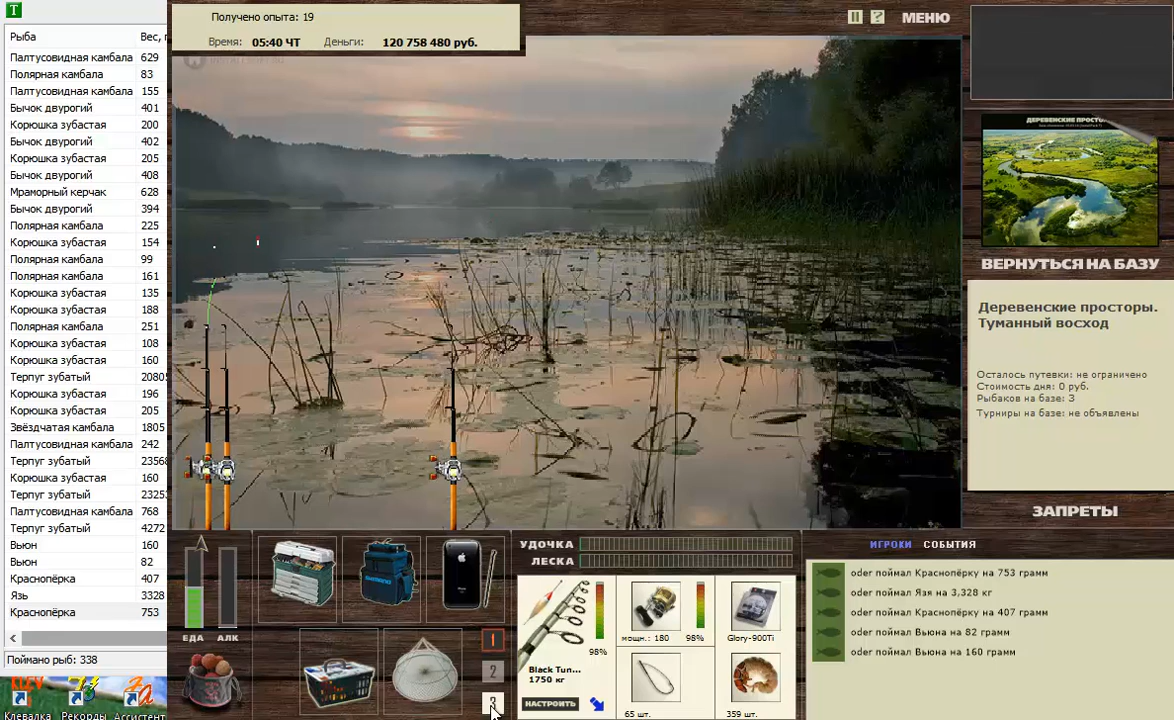 T
Рыба Вес, г
Палтусовидная камбала 629
Полярная камбала 83
Палтусовидная камбала 155
Бычок двурогий 401
Корюшка зубастая 200
Бычок двурогий 402
Корюшка зубастая 205
Бычок двурогий 408
Мраморный керчак 628
Бычок двурогий 394
Полярная камбала 225
Корюшка зубастая 154
Полярная камбала 99
Полярная камбала 161
Корюшка зубастая 135
Корюшка зубастая 188
Полярная камбала 251
Корюшка зубастая 108
Корюшка зубастая 160
Терпуг зубатый 20805
Корюшка зубастая 196
Корюшка зубастая 205
Звёздчатая камбала 1805
Палтусовидная камбала 242
Терпуг зубатый 23568
Корюшка зубастая 160
Терпуг зубатый 23253
Палтусовидная камбала 768
Терпуг зубатый 4272
Вьюн 160
Вьюн 82
Краснопёрка 407
Язь 3328
Краснопёрка 753
Поймано рыб: 338
Клевалка Рекорды Ассистент
Получено опыта: 19
Время: 05:40 ЧТ Деньги: 120 758 480 руб.
? МЕНЮ
ДЕРЕВЕНСКИЕ ПРОСТОРЫ
ВЕРНУТЬСЯ НА БАЗУ
Деревенские просторы.
Туманный восход
Осталось путевки: не ограничено
Стоимость дня: 0 руб.
Рыбаков на базе: 3
Турниры на базе: не объявлены
ЗАПРЕТЫ
ЕДА АЛК
1
2
3
УДОЧКА
ЛЕСКА
98%
Black Tun...
1750 кг
НАСТРОИТЬ
мощн.: 180 98%
Glory-900Ti
65 шт.
359 шт.
ИГРОКИ СОБЫТИЯ
oder поймал Краснопёрку на 753 грамм
oder поймал Язя на 3,328 кг
oder поймал Краснопёрку на 407 грамм
oder поймал Вьюна на 82 грамм
oder поймал Вьюна на 160 грамм